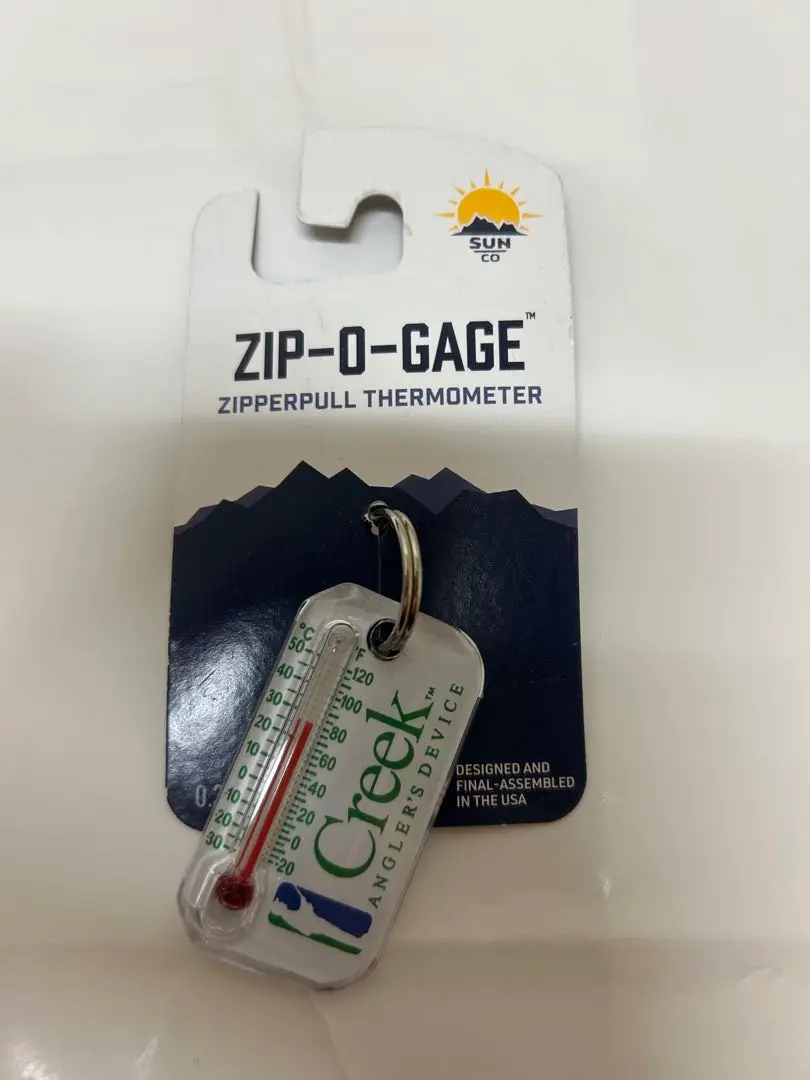 SUN
CO
ZIP-O-GAGE™
ZIPPERPULL THERMOMETER
°C
50
40
30
20
10
0
10
20
30
°F
120
100
80
60
40
20
0
20
Creek™
ANGLER'S DEVICE
DESIGNED AND
FINAL-ASSEMBLED
IN THE USA